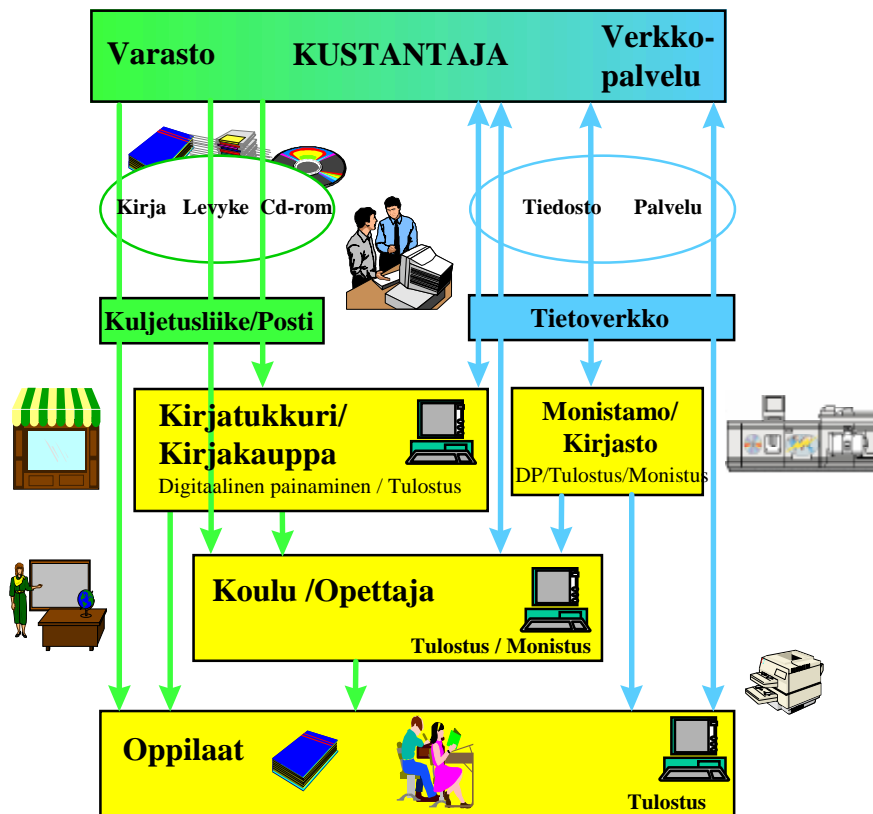 Varasto KUSTANTAJA Verkko-
palvelu
Kirja Levyke Cd-rom
Tiedosto Palvelu
Kuljetusliike/Posti
Tietoverkko
Kirjatukkuri/
Kirjakauppa
Digitaalinen painaminen / Tulostus
Monistamo/
Kirjasto
DP/Tulostus/Monistus
Koulu /Opettaja
Tulostus / Monistus
Oppilaat
Tulostus